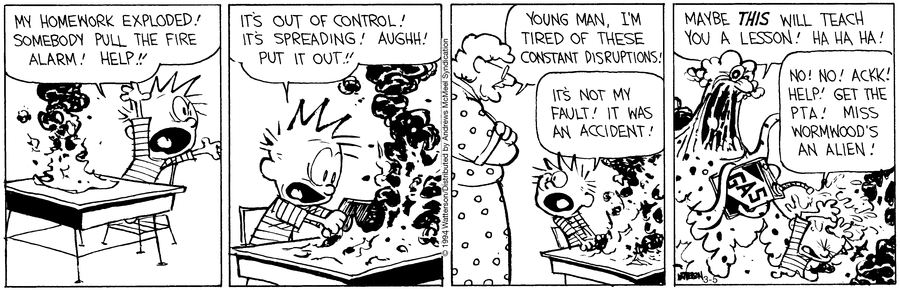 MY HOMEWORK EXPLODED!
SOMEBODY PULL THE FIRE
ALARM! HELP!!
IT'S OUT OF CONTROL!
IT'S SPREADING! AUGHH!
PUT IT OUT!!
© 1994 Watterson/Distributed by Andrews McMeel Syndication
YOUNG MAN, I'M
TIRED OF THESE
CONSTANT DISRUPTIONS!
IT'S NOT MY
FAULT! IT WAS
AN ACCIDENT!
MAYBE THIS WILL TEACH
YOU A LESSON! HA HA HA!
NO! NO! ACKK!
HELP! GET THE
PTA! MISS
WORMWOOD'S
AN ALIEN!
GAS
WATTERSON 3-5